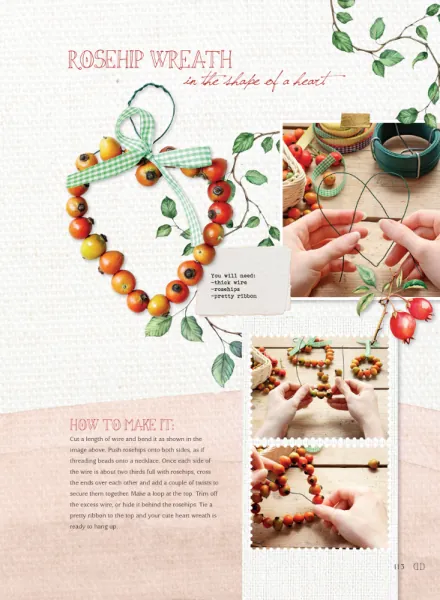 ROSEHIP WREATH
in the shape of a heart
You will need:
-thick wire
-rosehips
-pretty ribbon
HOW TO MAKE IT:
Cut a length of wire and bend it as shown in the
image above. Push rosehips onto both sides, as if
threading beads onto a necklace. Once each side of
the wire is about two thirds full with rosehips, cross
the ends over each other and add a couple of twists to
secure them together. Make a loop at the top. Trim off
the excess wire, or hide it behind the rosehips. Tie a
pretty ribbon to the top and your cute heart wreath is
ready to hang up.
113